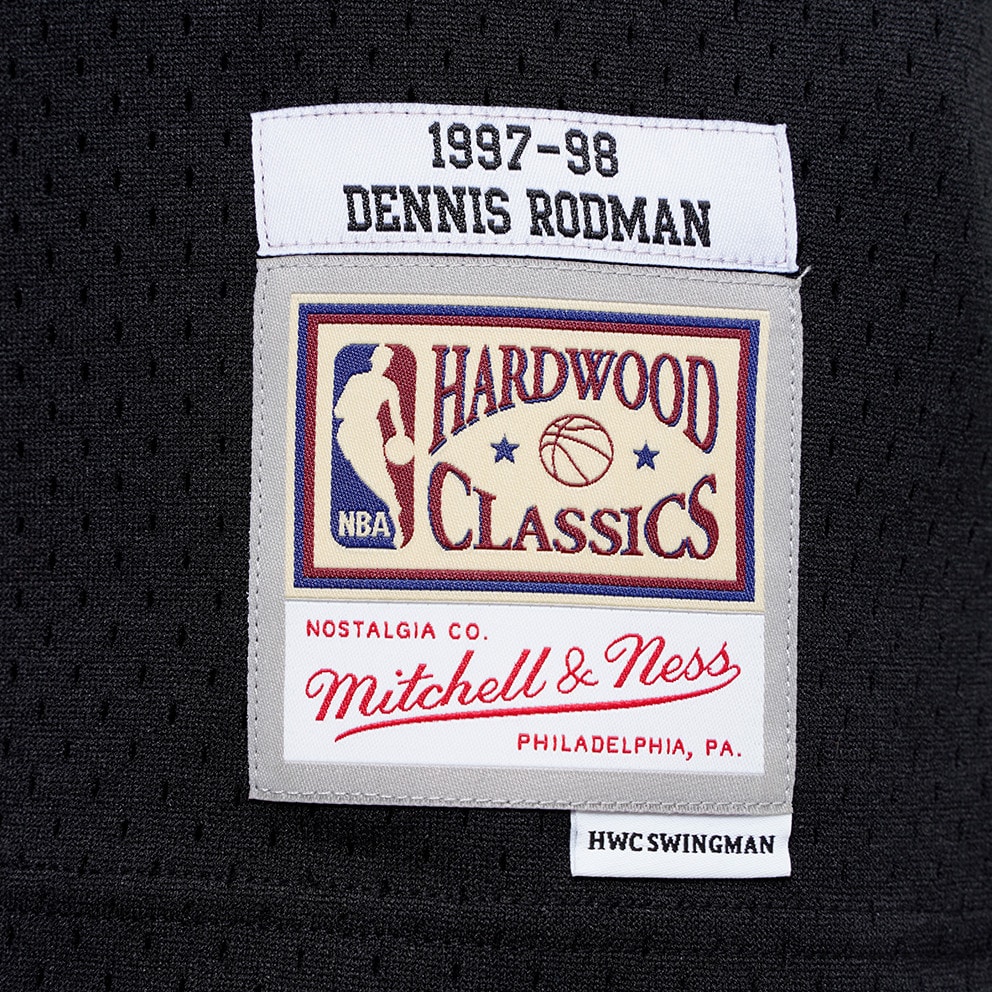 1997-98
DENNIS RODMAN
HARDWOOD
CLASSICS
NBA
NOSTALGIA CO.
Mitchell & Ness
PHILADELPHIA, PA.
HWC SWINGMAN